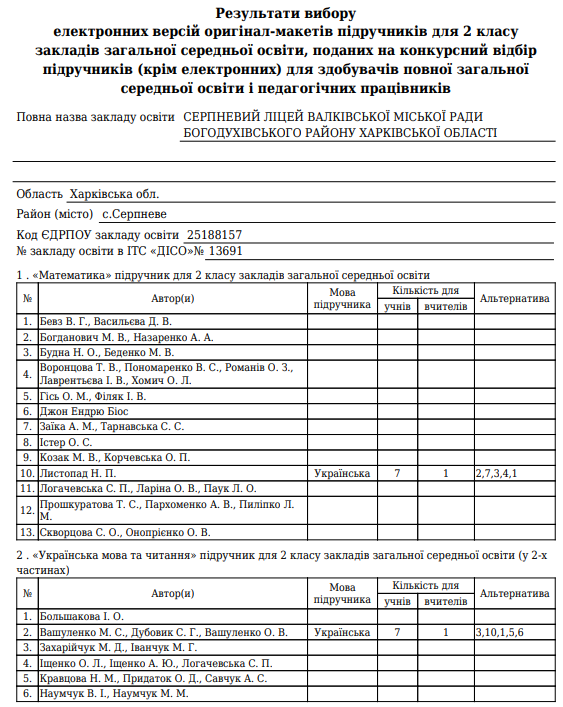 Результати вибору
електронних версій оригінал-макетів підручників для 2 класу
закладів загальної середньої освіти, поданих на конкурсний відбір
підручників (крім електронних) для здобувачів повної загальної
середньої освіти і педагогічних працівників
Повна назва закладу освіти СЕРПНЕВИЙ ЛІЦЕЙ ВАЛКІВСЬКОЇ МІСЬКОЇ РАДИ
БОГОДУХІВСЬКОГО РАЙОНУ ХАРКІВСЬКОЇ ОБЛАСТІ
Область Харківська обл.
Район (місто) с.Серпневе
Код ЄДРПОУ закладу освіти 25188157
№ закладу освіти в ІТС «ДІСО»№ 13691
1 . «Математика» підручник для 2 класу закладів загальної середньої освіти
№ Автор(и) Мова підручника Кількість для Альтернатива
учнів вчителів
1. Бевз В. Г., Васильєва Д. В.
2. Богданович М. В., Назаренко А. А.
3. Будна Н. О., Беденко М. В.
4. Воронцова Т. В., Пономаренко В. С., Романів О. З.,
Лаврентьєва І. В., Хомич О. Л.
5. Гісь О. М., Філяк І. В.
6. Джон Ендрю Біос
7. Заїка А. М., Тарнавська С. С.
8. Істер О. С.
9. Козак М. В., Корчевська О. П.
10. Листопад Н. П. Українська 7 1 2,7,3,4,1
11. Логачевська С. П., Ларіна О. В., Паук Л. О.
12. Прошкуратова Т. С., Пархоменко А. В., Пиліпко Л.
М.
13. Скворцова С. О., Онопрієнко О. В.
2 . «Українська мова та читання» підручник для 2 класу закладів загальної середньої освіти (у 2-х
частинах)
№ Автор(и) Мова підручника Кількість для Альтернатива
учнів вчителів
1. Большакова І. О.
2. Вашуленко М. С., Дубовик С. Г., Вашуленко О. В. Українська 7 1 3,10,1,5,6
3. Захарійчук М. Д., Іванчук М. Г.
4. Іщенко О. Л., Іщенко А. Ю., Логачевська С. П.
5. Кравцова Н. М., Придаток О. Д., Савчук А. С.
6. Наумчук В. І., Наумчук М. М.